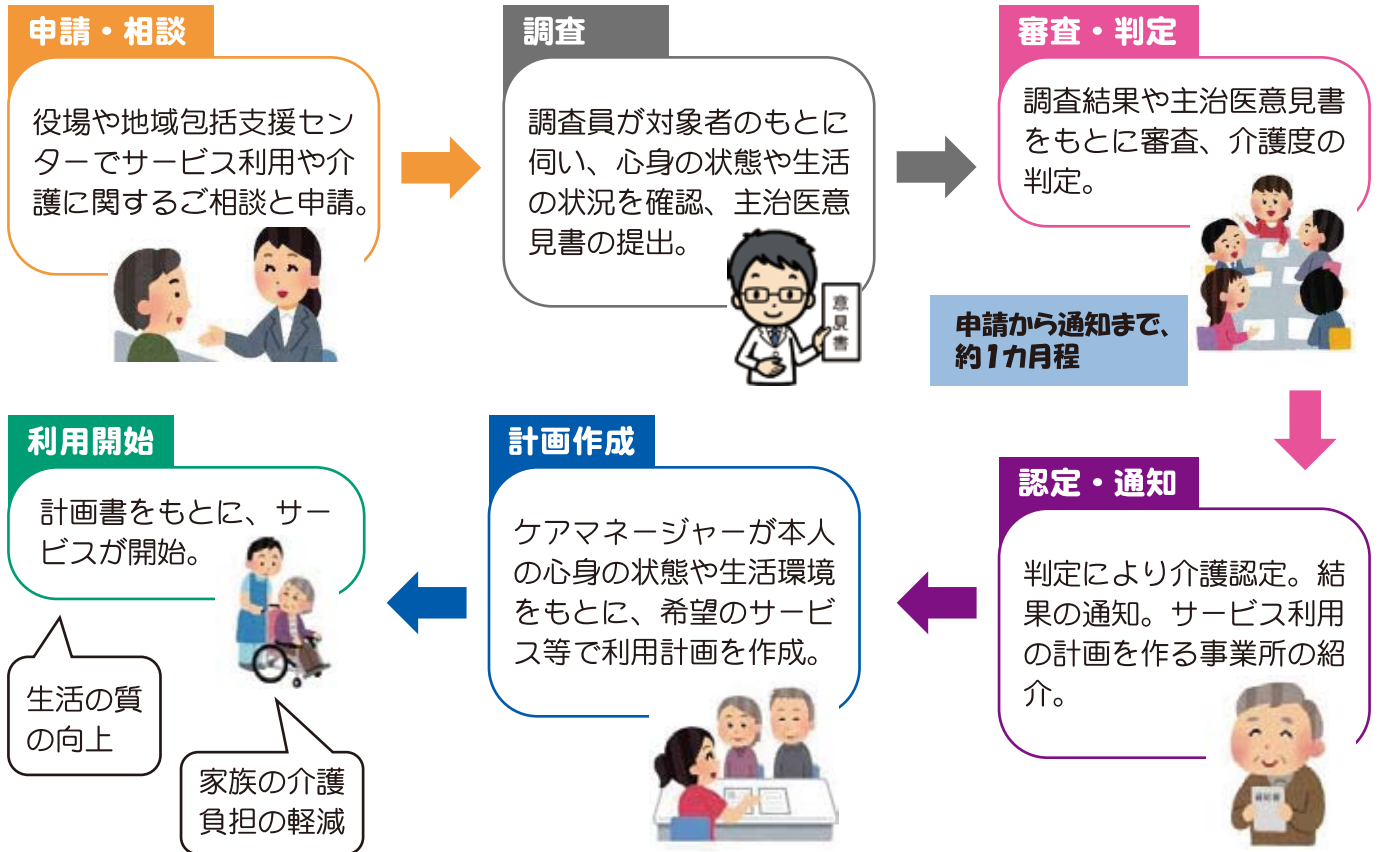 申請・相談
役場や地域包括支援セン
ターでサービス利用や介
護に関するご相談と申請。
調査
調査員が対象者のもとに
伺い、心身の状態や生活
の状況を確認、主治医意
見書の提出。
意見書
審査・判定
調査結果や主治医意見書
をもとに審査、介護度の
判定。
申請から通知まで、
約1カ月程
認定・通知
判定により介護認定。結
果の通知。サービス利用
の計画を作る事業所の紹
介。
計画作成
ケアマネージャーが本人
の心身の状態や生活環境
をもとに、希望のサービ
ス等で利用計画を作成。
利用開始
計画書をもとに、サー
ビスが開始。
生活の質
の向上
家族の介護
負担の軽減